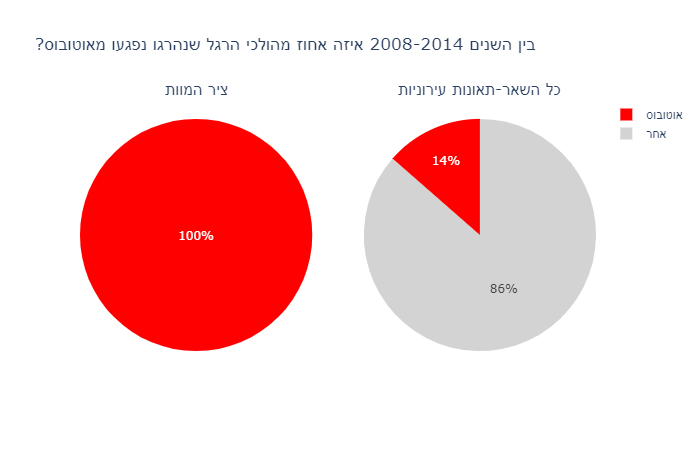 בין השנים 2008-2014 איזה אחוז מהולכי הרגל שנהרגו נפגעו מאוטובוס?
ציר המוות
כל השאר-תאונות עירוניות
אוטובוס
אחר
14%
100%
86%